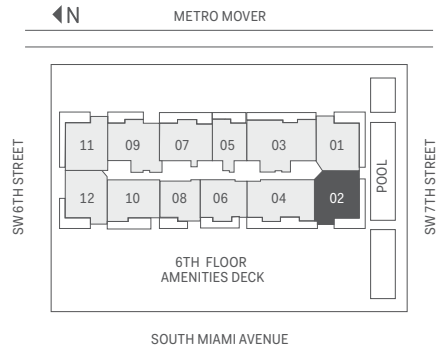 N
METRO MOVER
SW 6TH STREET
11
09
07
05
03
01
12
10
08
06
04
02
POOL
SW 7TH STREET
6TH FLOOR
AMENITIES DECK
SOUTH MIAMI AVENUE